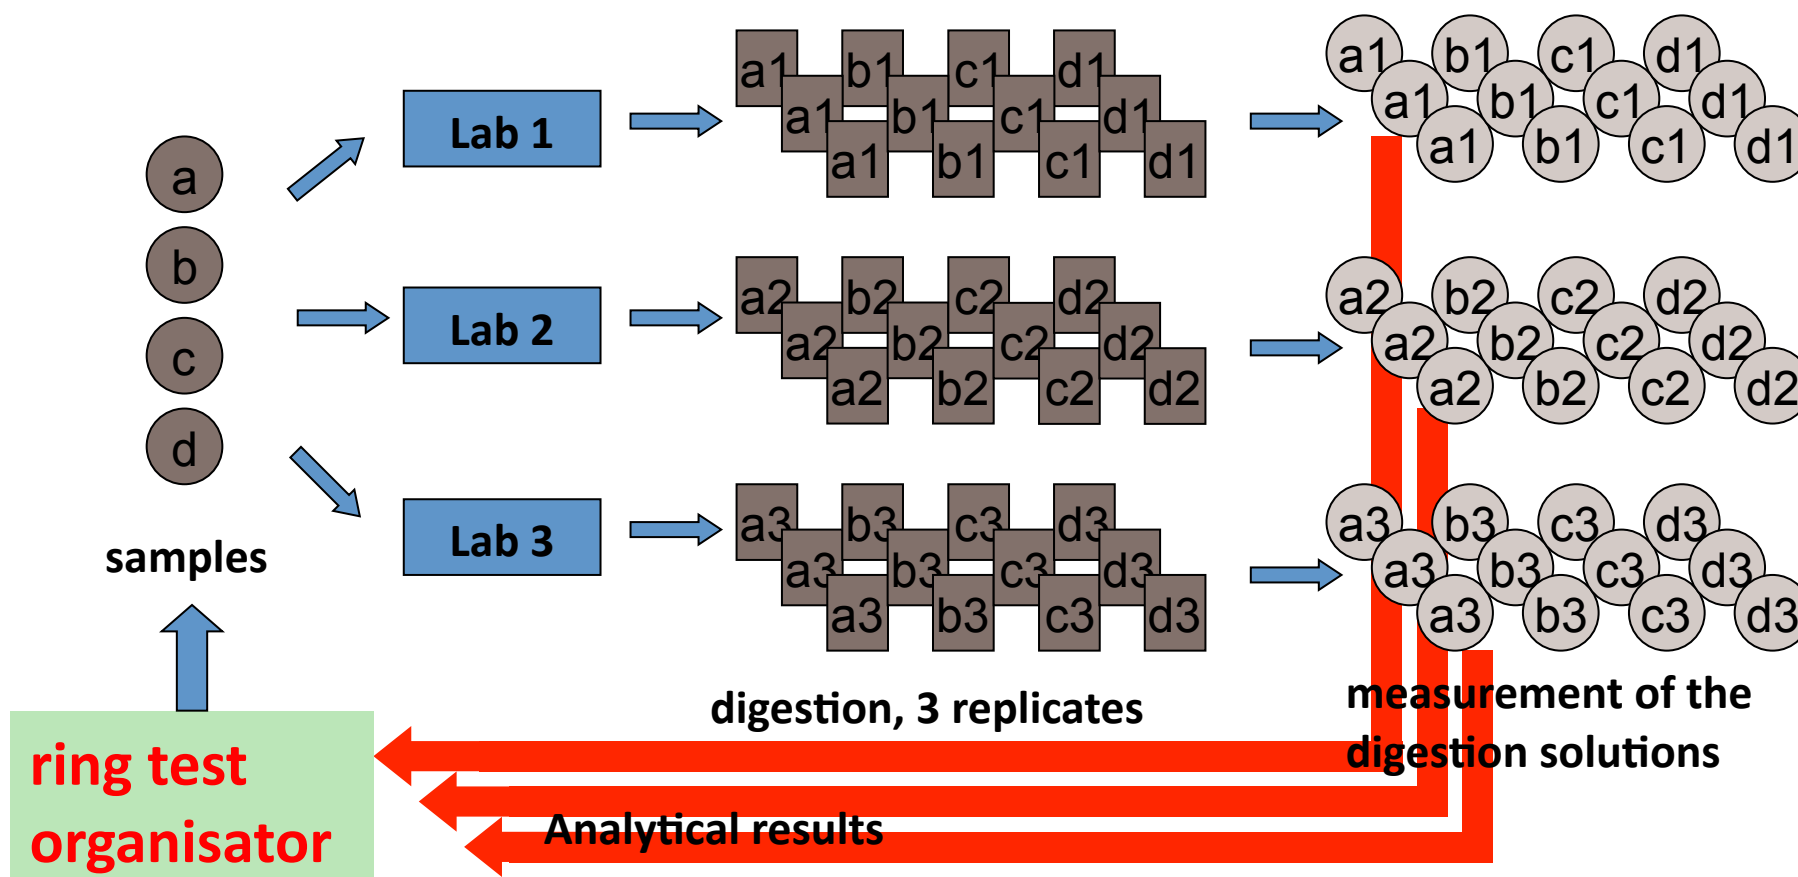 a
b
c
d
samples
ring test
organisator
Lab 1
Lab 2
Lab 3
a1 b1 c1 d1
a1 b1 c1 d1
a1 b1 c1 d1
a2 b2 c2 d2
a2 b2 c2 d2
a2 b2 c2 d2
a3 b3 c3 d3
a3 b3 c3 d3
a3 b3 c3 d3
digestion, 3 replicates
a1 b1 c1 d1
a1 b1 c1 d1
a1 b1 c1 d1
a2 b2 c2 d2
a2 b2 c2 d2
a2 b2 c2 d2
a3 b3 c3 d3
a3 b3 c3 d3
a3 b3 c3 d3
measurement of the
digestion solutions
Analytical results